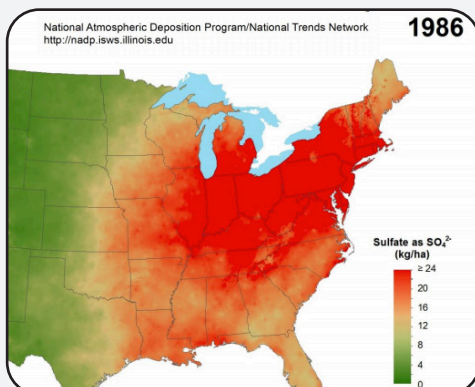 National Atmospheric Deposition Program/National Trends Network
http://nadp.isws.illinois.edu
1986
Sulfate as SO₄²⁻
(kg/ha)
≥ 24
20
16
12
8
4
0